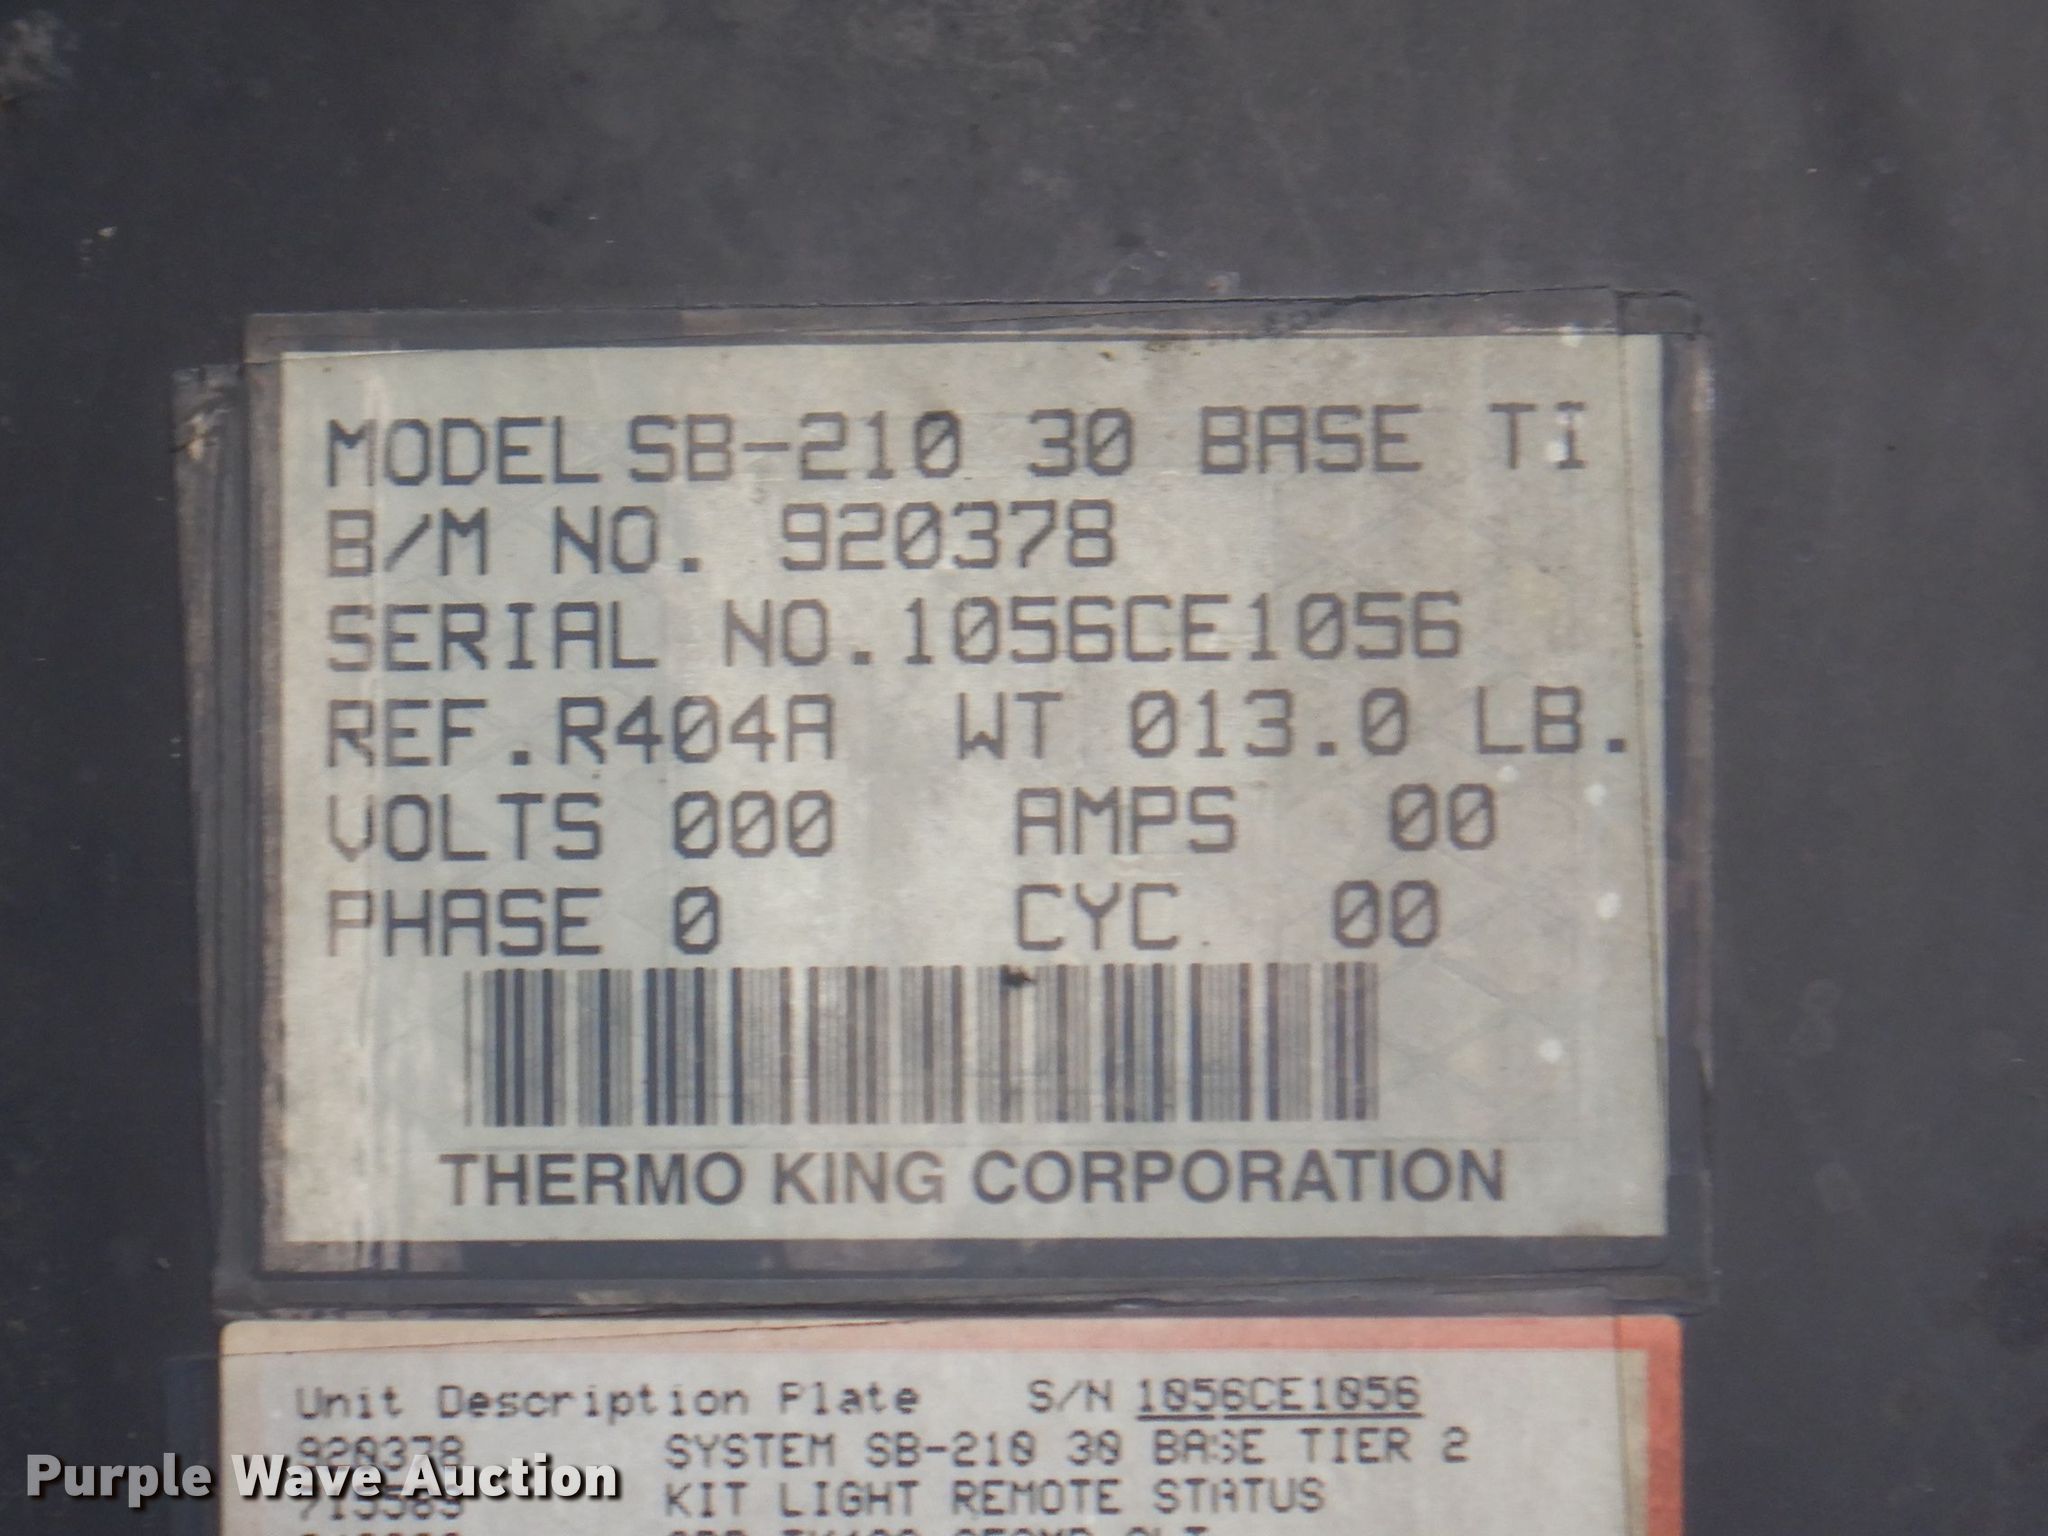 MODEL SB-210 30 BASE TI
B/M NO. 920378
SERIAL NO.1056CE1056
REF.R404A WT 013.0 LB.
VOLTS 000 AMPS 00
PHASE 0 CYC 00
THERMO KING CORPORATION
Unit Description Plate S/N 1056CE1056
920378 SYSTEM SB-210 30 BASE TIER 2
Purple Wave Auction
KIT LIGHT REMOTE STATUS